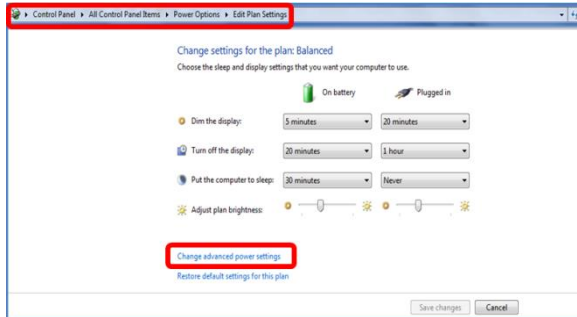 Control Panel ▸ All Control Panel Items ▸ Power Options ▸ Edit Plan Settings
Change settings for the plan: Balanced
Choose the sleep and display settings that you want your computer to use.
On battery Plugged in
Dim the display: 5 minutes 20 minutes
Turn off the display: 20 minutes 1 hour
Put the computer to sleep: 30 minutes Never
Adjust plan brightness:
Change advanced power settings
Restore default settings for this plan
Save changes Cancel